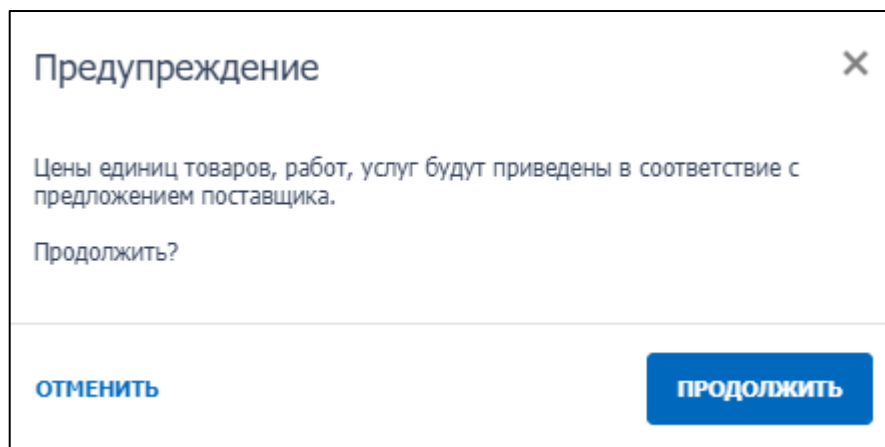 Предупреждение
Цены единиц товаров, работ, услуг будут приведены в соответствие с
предложением поставщика.
Продолжить?
ОТМЕНИТЬ
ПРОДОЛЖИТЬ